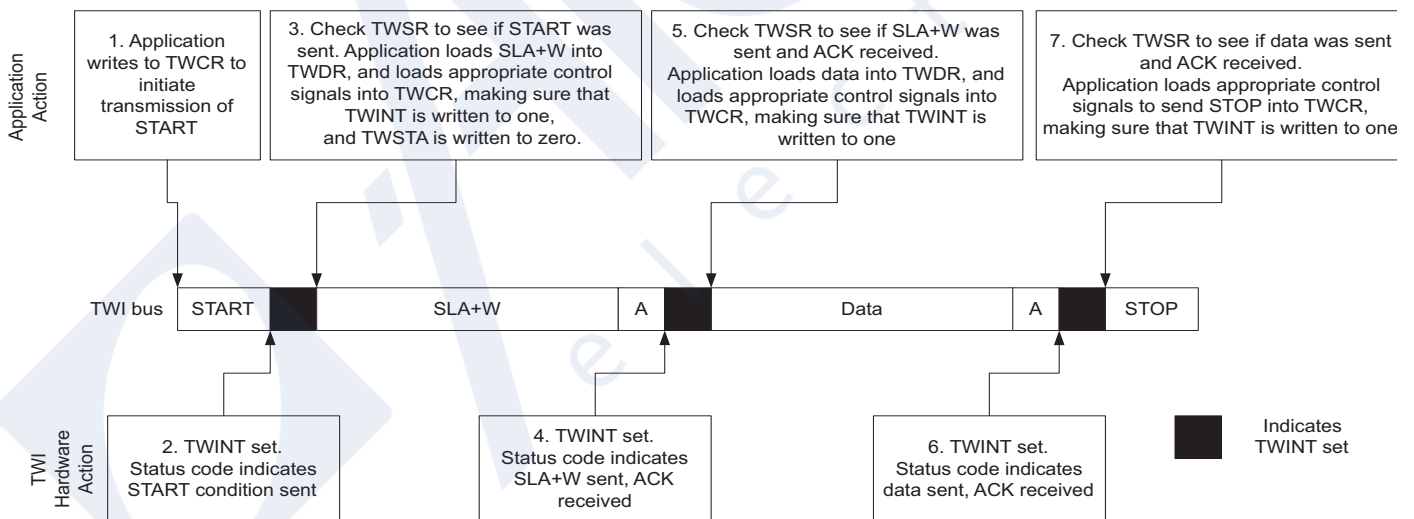 Application
Action
1. Application
writes to TWCR to
initiate
transmission of
START
3. Check TWSR to see if START was
sent. Application loads SLA+W into
TWDR, and loads appropriate control
signals into TWCR, making sure that
TWINT is written to one,
and TWSTA is written to zero.
5. Check TWSR to see if SLA+W was
sent and ACK received.
Application loads data into TWDR, and
loads appropriate control signals into
TWCR, making sure that TWINT is
written to one
7. Check TWSR to see if data was sent
and ACK received.
Application loads appropriate control
signals to send STOP into TWCR,
making sure that TWINT is written to one
TWI bus
START
SLA+W
A
Data
A
STOP
TWI
Hardware
Action
2. TWINT set.
Status code indicates
START condition sent
4. TWINT set.
Status code indicates
SLA+W sent, ACK
received
6. TWINT set.
Status code indicates
data sent, ACK received
Indicates
TWINT set